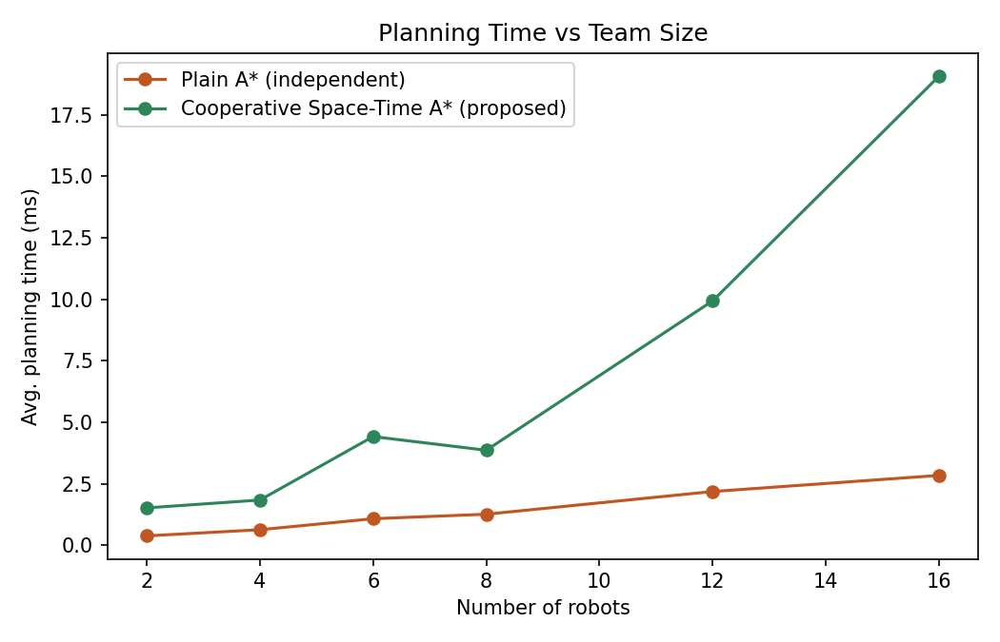 Planning Time vs Team Size
Plain A* (independent)
Cooperative Space-Time A* (proposed)
Avg. planning time (ms)
17.5
15.0
12.5
10.0
7.5
5.0
2.5
0.0
2 4 6 8 10 12 14 16
Number of robots